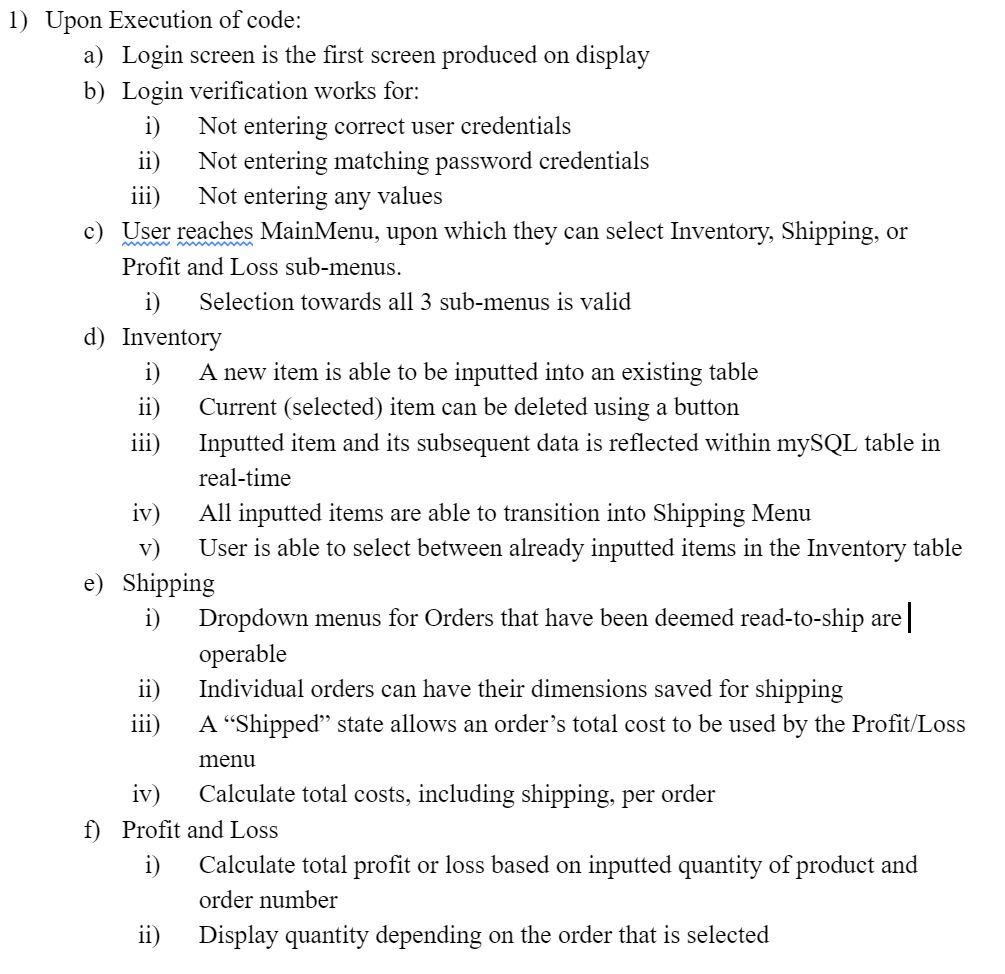 1) Upon Execution of code:
a) Login screen is the first screen produced on display
b) Login verification works for:
i) Not entering correct user credentials
ii) Not entering matching password credentials
iii) Not entering any values
c) User reaches MainMenu, upon which they can select Inventory, Shipping, or
Profit and Loss sub-menus.
i) Selection towards all 3 sub-menus is valid
d) Inventory
i) A new item is able to be inputted into an existing table
ii) Current (selected) item can be deleted using a button
iii) Inputted item and its subsequent data is reflected within mySQL table in
real-time
iv) All inputted items are able to transition into Shipping Menu
v) User is able to select between already inputted items in the Inventory table
e) Shipping
i) Dropdown menus for Orders that have been deemed read-to-ship are
operable
ii) Individual orders can have their dimensions saved for shipping
iii) A “Shipped” state allows an order’s total cost to be used by the Profit/Loss
menu
iv) Calculate total costs, including shipping, per order
f) Profit and Loss
i) Calculate total profit or loss based on inputted quantity of product and
order number
ii) Display quantity depending on the order that is selected